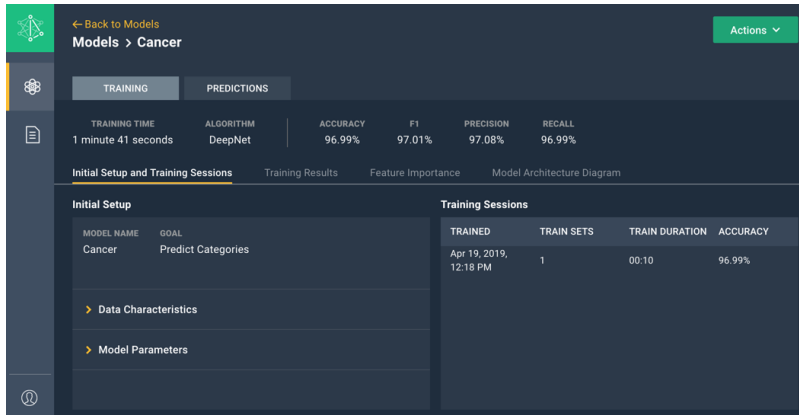 ← Back to Models
Models > Cancer
Actions
TRAINING
PREDICTIONS
TRAINING TIME
ALGORITHM
ACCURACY
F1
PRECISION
RECALL
1 minute 41 seconds
DeepNet
96.99%
97.01%
97.08%
96.99%
Initial Setup and Training Sessions
Training Results
Feature Importance
Model Architecture Diagram
Initial Setup
MODEL NAME
GOAL
Cancer
Predict Categories
> Data Characteristics
> Model Parameters
Training Sessions
TRAINED
TRAIN SETS
TRAIN DURATION
ACCURACY
Apr 19, 2019,
12:18 PM
1
00:10
96.99%